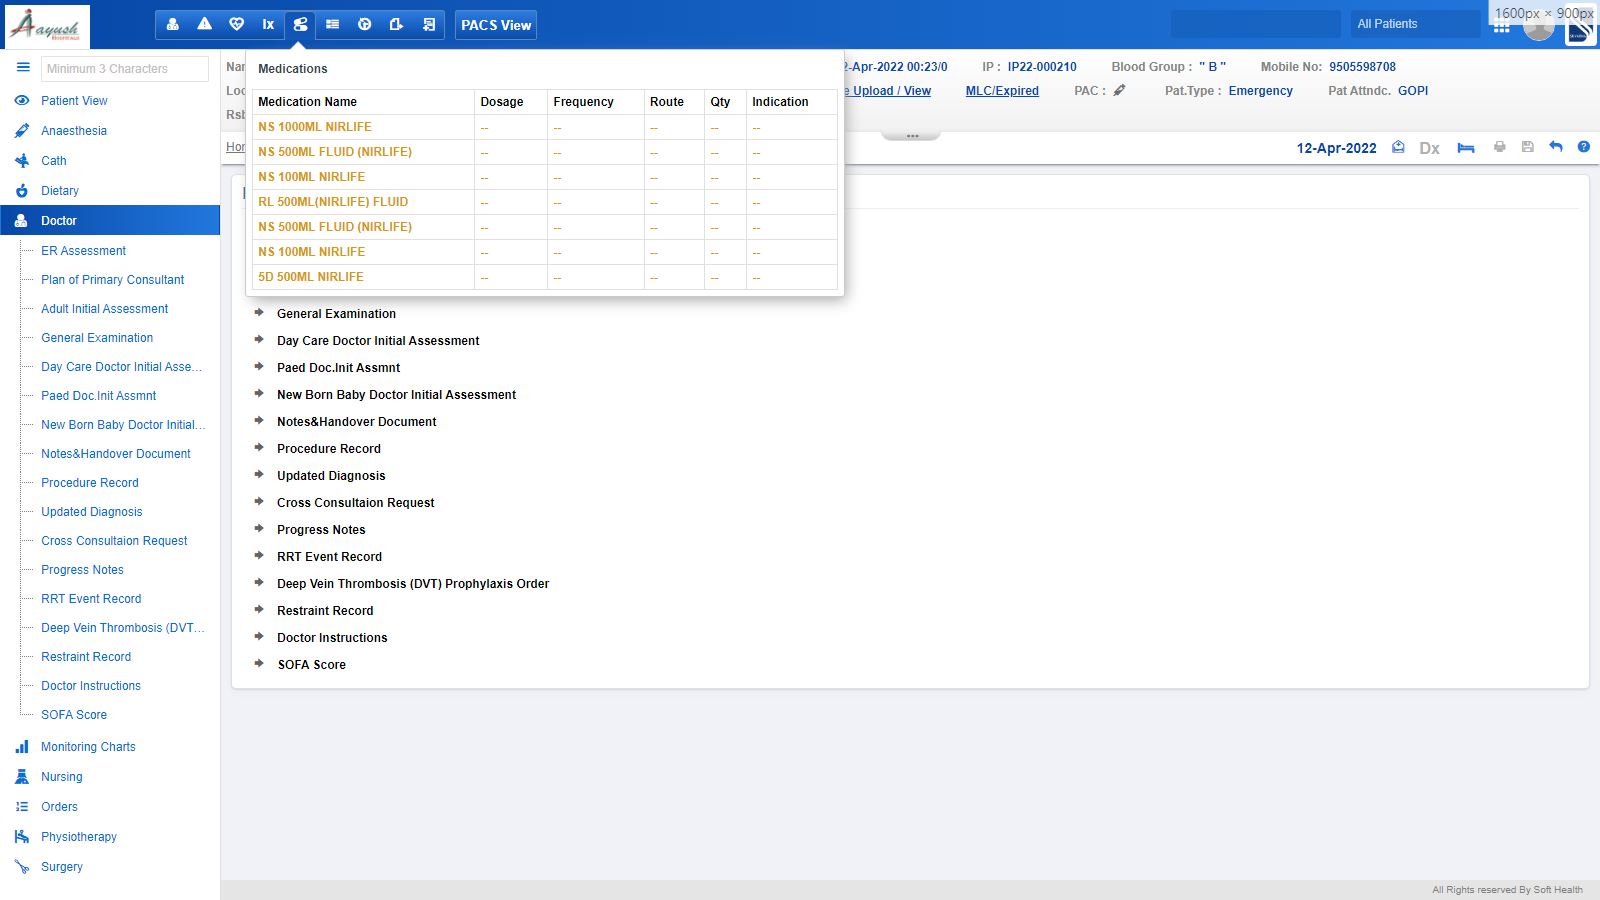 Aayush
HOSPITALS
Ix
PACS View
All Patients
1600px × 900px
Minimum 3 Characters
Patient View
Anaesthesia
Cath
Dietary
Doctor
ER Assessment
Plan of Primary Consultant
Adult Initial Assessment
General Examination
Day Care Doctor Initial Asse...
Paed Doc.Init Assmnt
New Born Baby Doctor Initial...
Notes&Handover Document
Procedure Record
Updated Diagnosis
Cross Consultaion Request
Progress Notes
RRT Event Record
Deep Vein Thrombosis (DVT...
Restraint Record
Doctor Instructions
SOFA Score
Monitoring Charts
Nursing
Orders
Physiotherapy
Surgery
Medications
Medication Name Dosage Frequency Route Qty Indication
NS 1000ML NIRLIFE -- -- -- -- --
NS 500ML FLUID (NIRLIFE) -- -- -- -- --
NS 100ML NIRLIFE -- -- -- -- --
RL 500ML(NIRLIFE) FLUID -- -- -- -- --
NS 500ML FLUID (NIRLIFE) -- -- -- -- --
NS 100ML NIRLIFE -- -- -- -- --
5D 500ML NIRLIFE -- -- -- -- --
2-Apr-2022 00:23/0 IP : IP22-000210 Blood Group : " B " Mobile No: 9505598708
e Upload / View MLC/Expired PAC : Pat.Type : Emergency Pat Attndc. GOPI
12-Apr-2022 Dx
General Examination
Day Care Doctor Initial Assessment
Paed Doc.Init Assmnt
New Born Baby Doctor Initial Assessment
Notes&Handover Document
Procedure Record
Updated Diagnosis
Cross Consultaion Request
Progress Notes
RRT Event Record
Deep Vein Thrombosis (DVT) Prophylaxis Order
Restraint Record
Doctor Instructions
SOFA Score
All Rights reserved By Soft Health